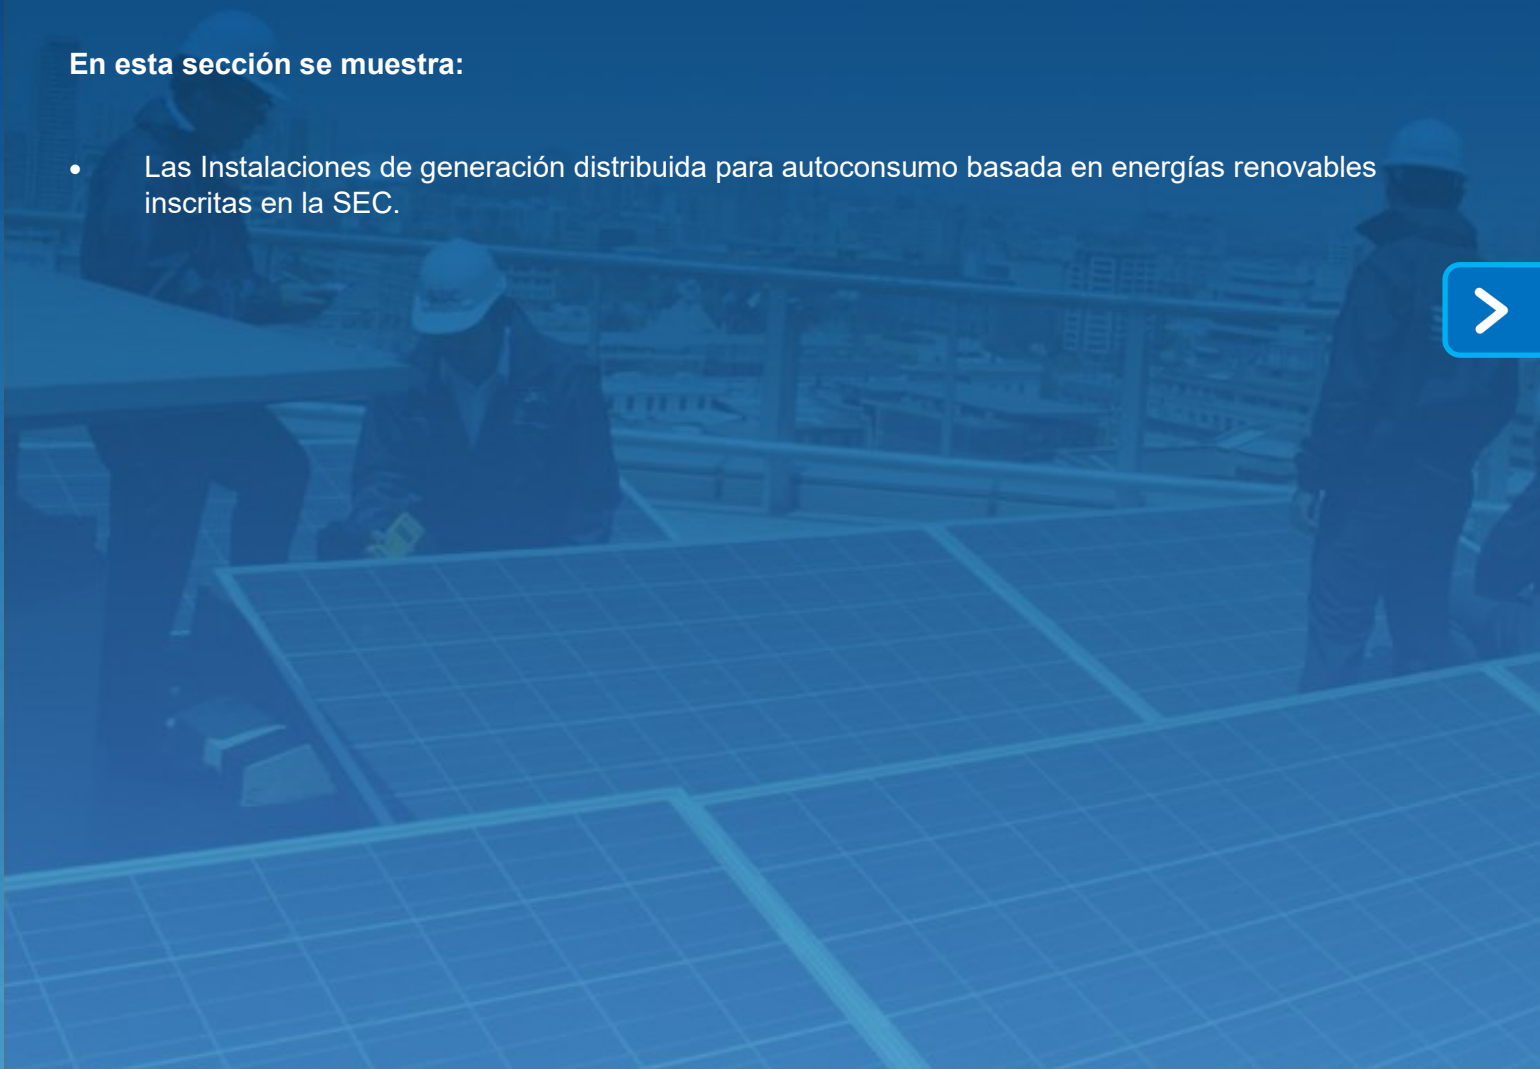 En esta sección se muestra:
• Las Instalaciones de generación distribuida para autoconsumo basada en energías renovables
inscritas en la SEC.